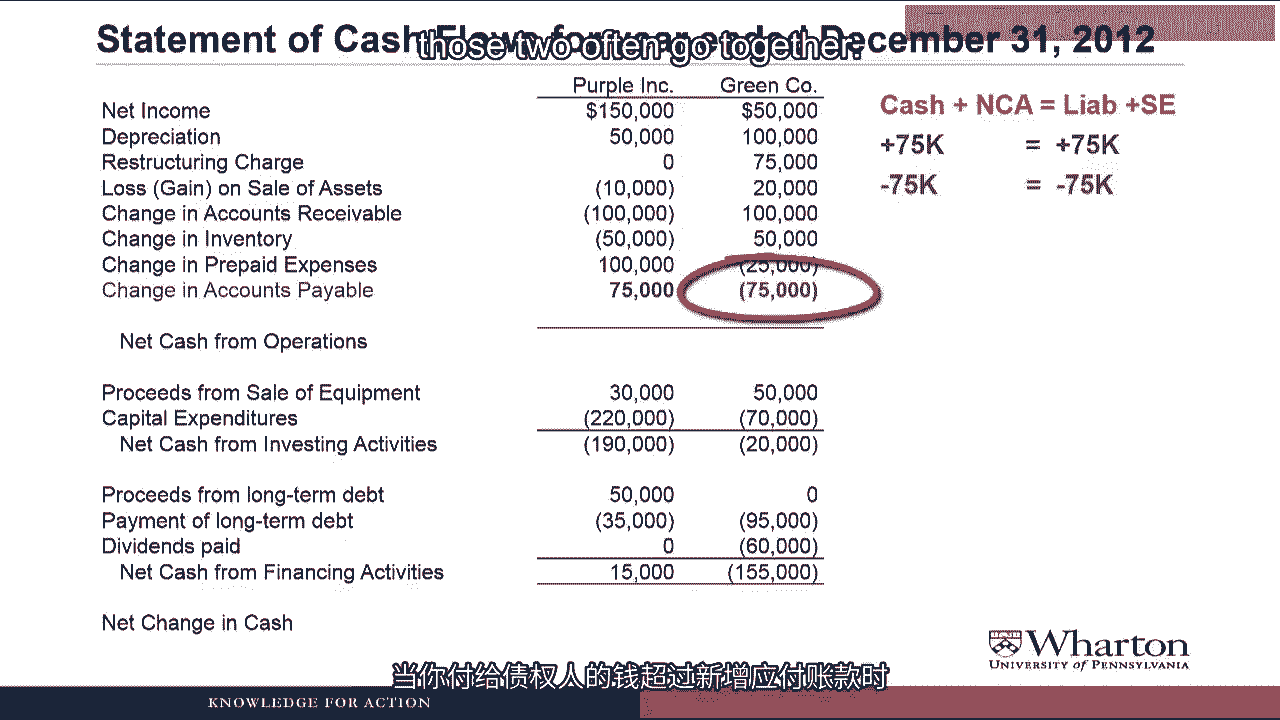 Statement of Cash Flows for year ended December 31, 2012
those two often go together.
Purple Inc. Green Co.
Net Income $150,000 $50,000
Depreciation 50,000 100,000
Restructuring Charge 0 75,000
Loss (Gain) on Sale of Assets (10,000) 20,000
Change in Accounts Receivable (100,000) 100,000
Change in Inventory (50,000) 50,000
Change in Prepaid Expenses 100,000 (25,000)
Change in Accounts Payable 75,000 (75,000)
Net Cash from Operations
Proceeds from Sale of Equipment 30,000 50,000
Capital Expenditures (220,000) (70,000)
Net Cash from Investing Activities (190,000) (20,000)
Proceeds from long-term debt 50,000 0
Payment of long-term debt (35,000) (95,000)
Dividends paid 0 (60,000)
Net Cash from Financing Activities 15,000 (155,000)
Net Change in Cash
Cash + NCA = Liab +SE
+75K = +75K
-75K = -75K
Wharton
UNIVERSITY of PENNSYLVANIA
当你付给债权人的钱超过新增应付账款时
KNOWLEDGE FOR ACTION